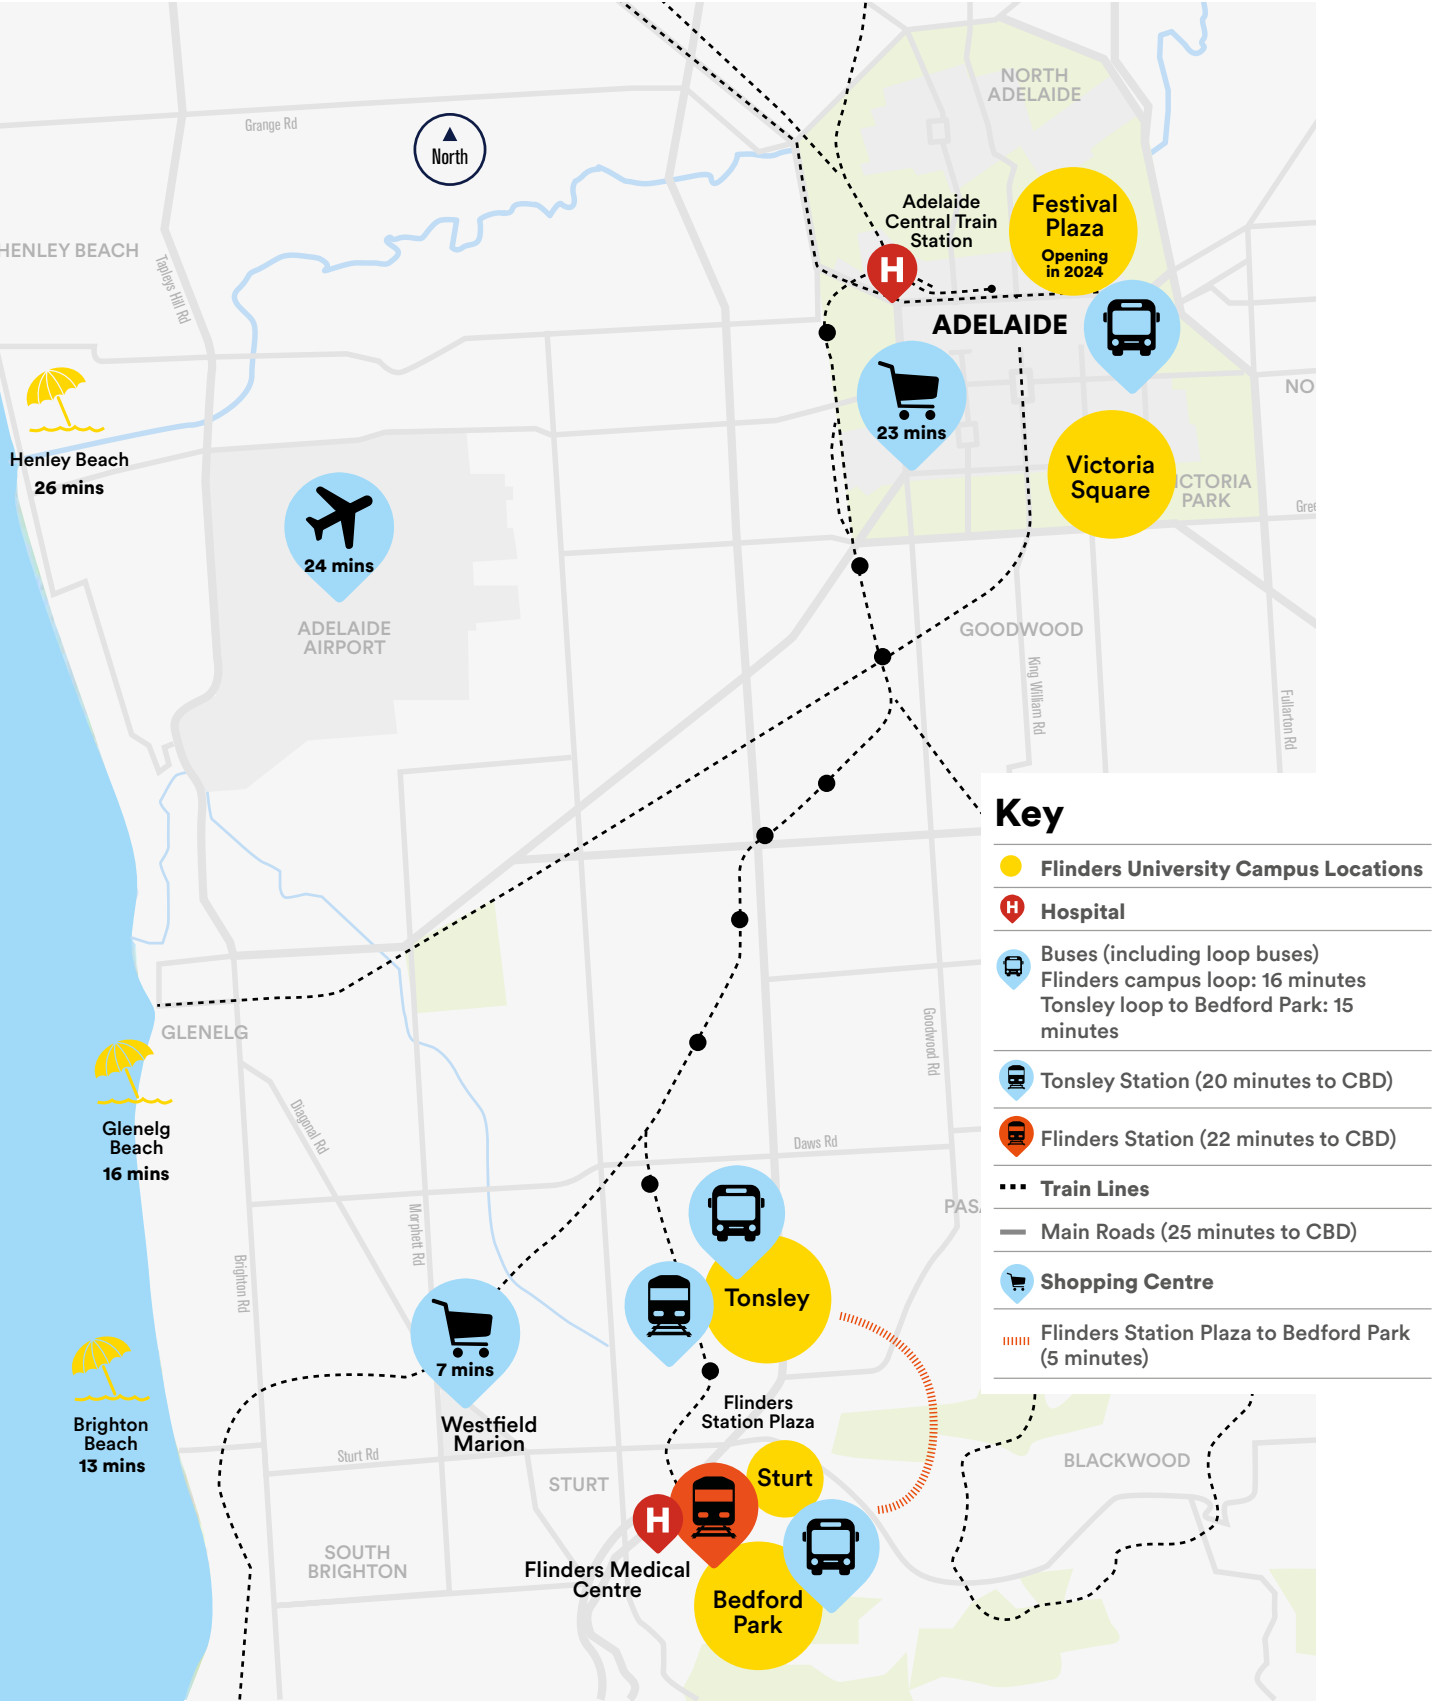 NORTH
ADELAIDE
Grange Rd
North
Adelaide
Central Train
Station
Festival
Plaza
Opening
in 2024
H
HENLEY BEACH
Tapleys Hill Rd
ADELAIDE
23 mins
NO
Henley Beach
26 mins
Victoria
Square
ICTORIA
PARK
Gree
24 mins
ADELAIDE
AIRPORT
GOODWOOD
King William Rd
Fullarton Rd
Key
Flinders University Campus Locations
H
Hospital
Buses (including loop buses)
Flinders campus loop: 16 minutes
Tonsley loop to Bedford Park: 15
minutes
Tonsley Station (20 minutes to CBD)
Flinders Station (22 minutes to CBD)
Train Lines
Main Roads (25 minutes to CBD)
Shopping Centre
Flinders Station Plaza to Bedford Park
(5 minutes)
GLENELG
Goodwood Rd
Diagonal Rd
Glenelg
Beach
16 mins
Daws Rd
PAS
Morphett Rd
Brighton Rd
Tonsley
7 mins
Westfield
Marion
Flinders
Station Plaza
Brighton
Beach
13 mins
Sturt Rd
STURT
Sturt
BLACKWOOD
H
Flinders Medical
Centre
SOUTH
BRIGHTON
Bedford
Park